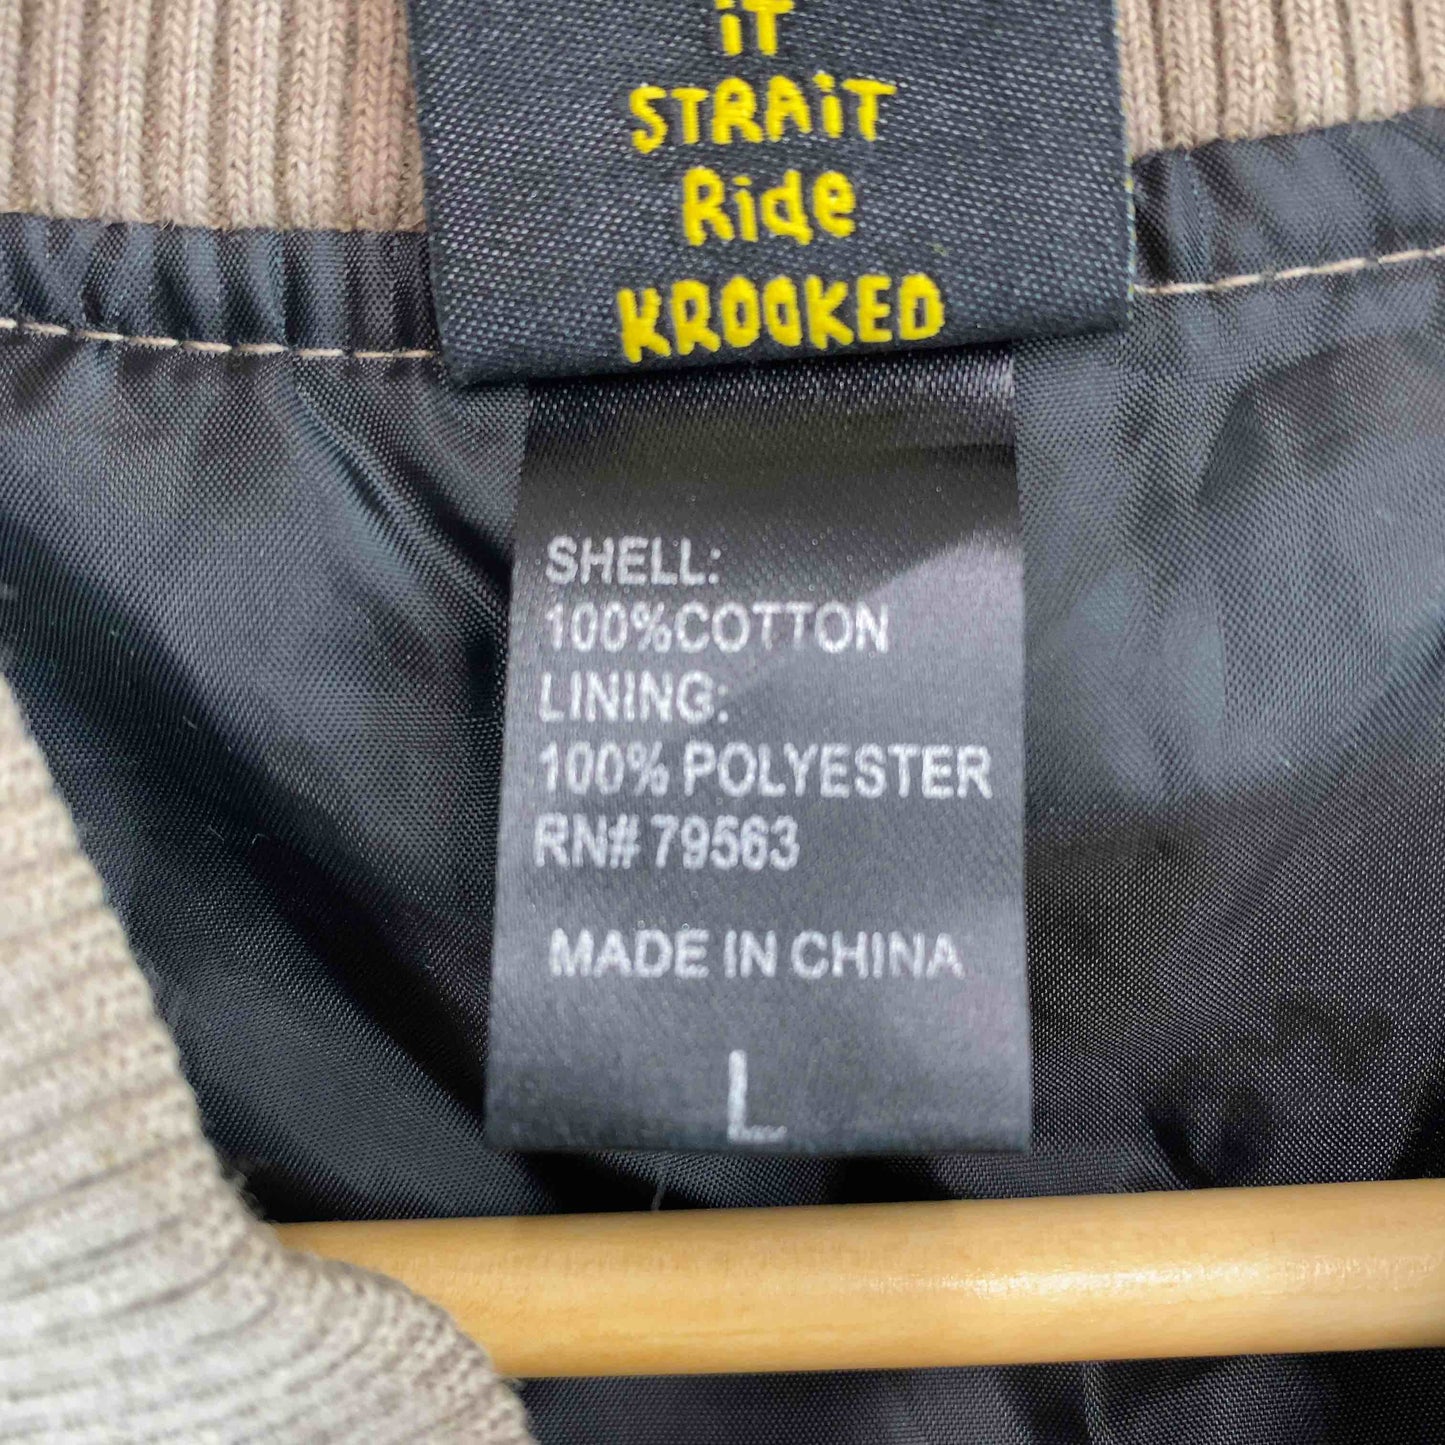 iT
STRAiT
Ride
KROOKED
SHELL:
100%COTTON
LINING:
100% POLYESTER
RN# 79563
MADE IN CHINA
L